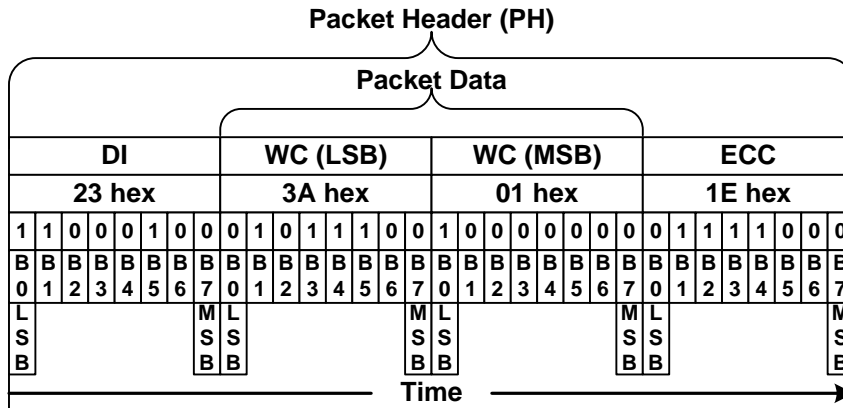 Packet Header (PH)
Packet Data
DI WC (LSB) WC (MSB) ECC
23 hex 3A hex 01 hex 1E hex
1 1 0 0 0 1 0 0 0 1 0 1 1 1 0 0 1 0 0 0 0 0 0 0 0 1 1 1 1 0 0 0
B B B B B B B B B B B B B B B B B B B B B B B B B B B B B B B B
0 1 2 3 4 5 6 7 0 1 2 3 4 5 6 7 0 1 2 3 4 5 6 7 0 1 2 3 4 5 6 7
L M L M L M L M
S S S S S S S S
B B B B B B B B
Time